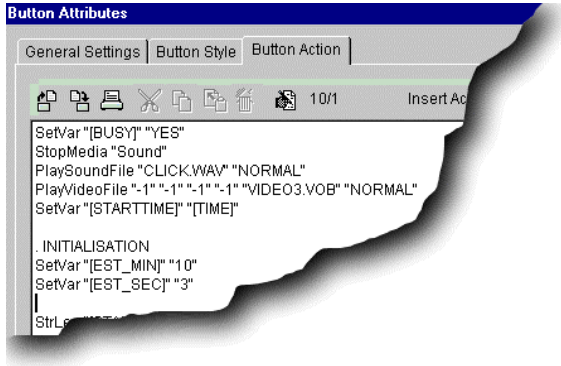 Button Attributes
General Settings Button Style Button Action
10/1 Insert Ac
SetVar "[BUSY]" "YES"
StopMedia "Sound"
PlaySoundFile "CLICK.WAV" "NORMAL"
PlayVideoFile "-1" "-1" "-1" "-1" "VIDEO3.VOB" "NORMAL"
SetVar "[STARTTIME]" "[TIME]"
. INITIALISATION
SetVar "[EST_MIN]" "10"
SetVar "[EST_SEC]" "3"